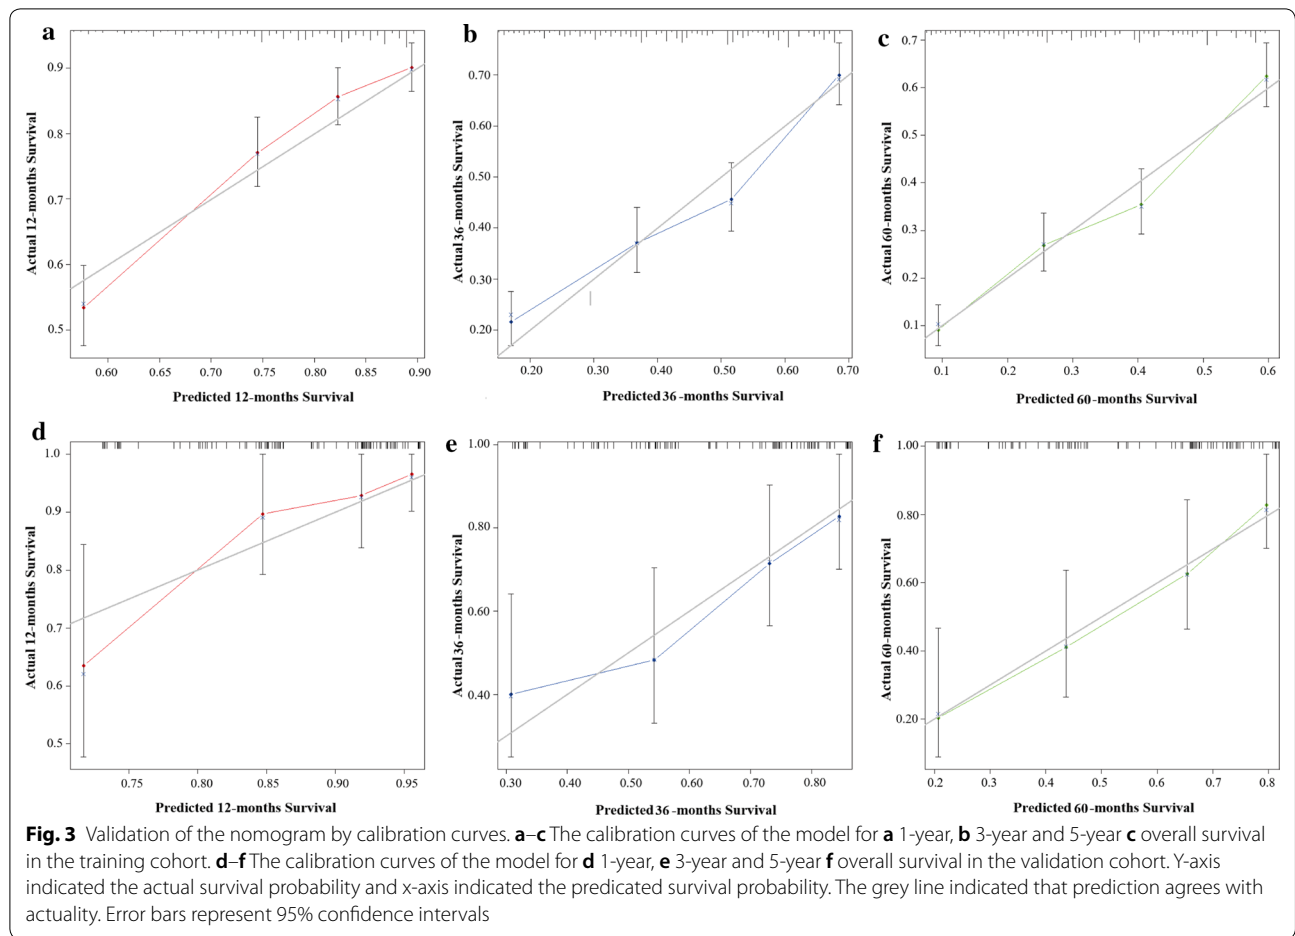 a
0.9
0.8
0.7
0.6
0.5
Actual 12-months Survival
0.60 0.65 0.70 0.75 0.80 0.85 0.90
Predicted 12-months Survival
b
0.70
0.60
0.50
0.40
0.30
0.20
Actual 36-months Survival
0.20 0.30 0.40 0.50 0.60 0.70
Predicted 36-months Survival
c
0.7
0.6
0.5
0.4
0.3
0.2
0.1
Actual 60-months Survival
0.1 0.2 0.3 0.4 0.5 0.6
Predicted 60-months Survival
d
1.0
0.9
0.8
0.7
0.6
0.5
Actual 12-months Survival
0.75 0.80 0.85 0.90 0.95
Predicted 12-months Survival
e
1.00
0.80
0.60
0.40
Actual 36-months Survival
0.30 0.40 0.50 0.60 0.70 0.80
Predicted 36-months Survival
f
1.00
0.80
0.60
0.40
0.20
Actual 60-months Survival
0.2 0.3 0.4 0.5 0.6 0.7 0.8
Predicted 60-months Survival
Fig. 3 Validation of the nomogram by calibration curves. a–c The calibration curves of the model for a 1-year, b 3-year and 5-year c overall survival
in the training cohort. d–f The calibration curves of the model for d 1-year, e 3-year and 5-year f overall survival in the validation cohort. Y-axis
indicated the actual survival probability and x-axis indicated the predicated survival probability. The grey line indicated that prediction agrees with
actuality. Error bars represent 95% confidence intervals